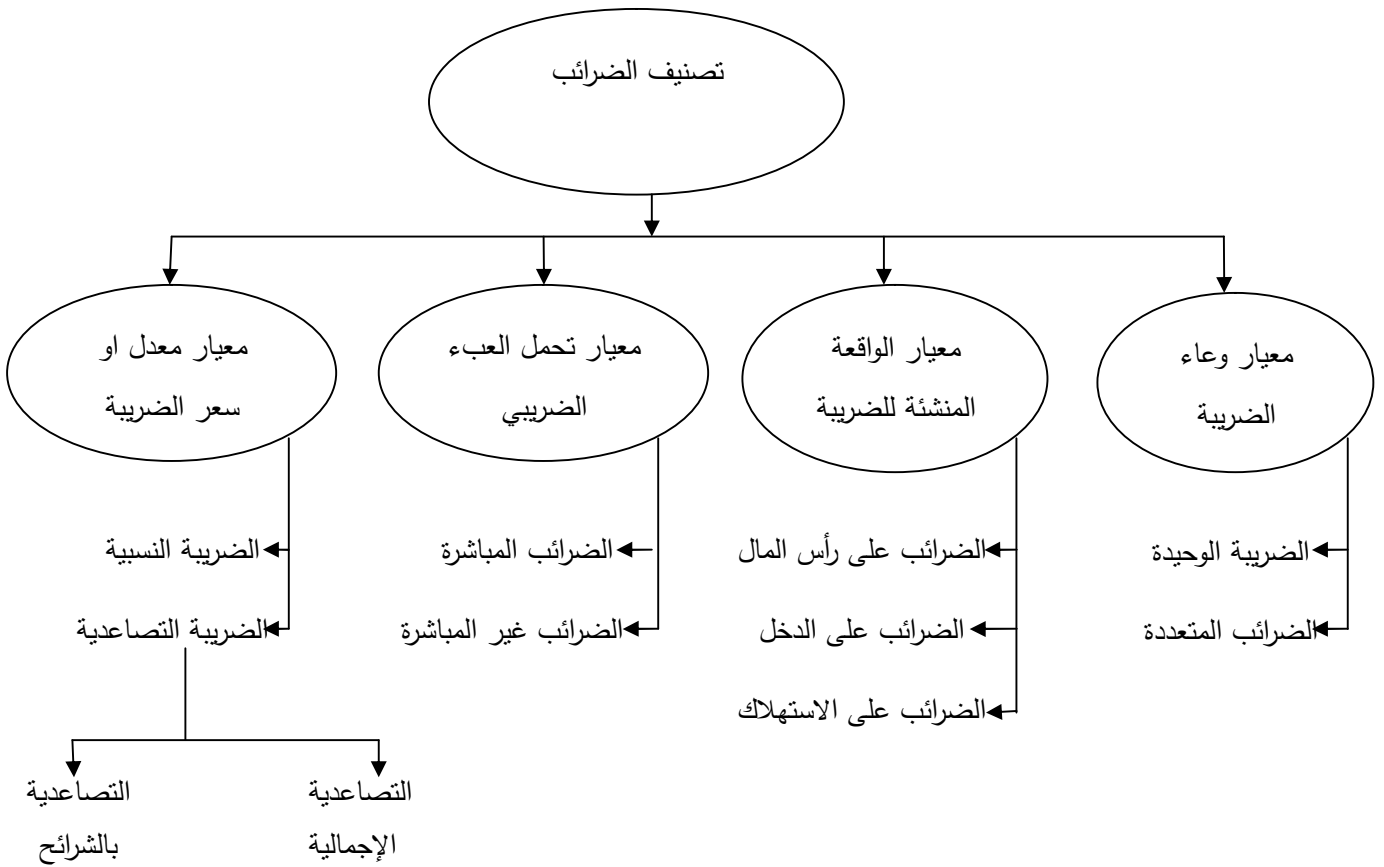 تصنيف الضرائب
معيار وعاء
الضريبة
معيار الواقعة
المنشئة للضريبة
معيار تحمل العبء
الضريبي
معيار معدل او
سعر الضريبة
الضريبة الوحيدة
الضرائب المتعددة
الضرائب على رأس المال
الضرائب على الدخل
الضرائب على الاستهلاك
الضرائب المباشرة
الضرائب غير المباشرة
الضريبة النسبية
الضريبة التصاعدية
التصاعدية
الإجمالية
التصاعدية
بالشرائح